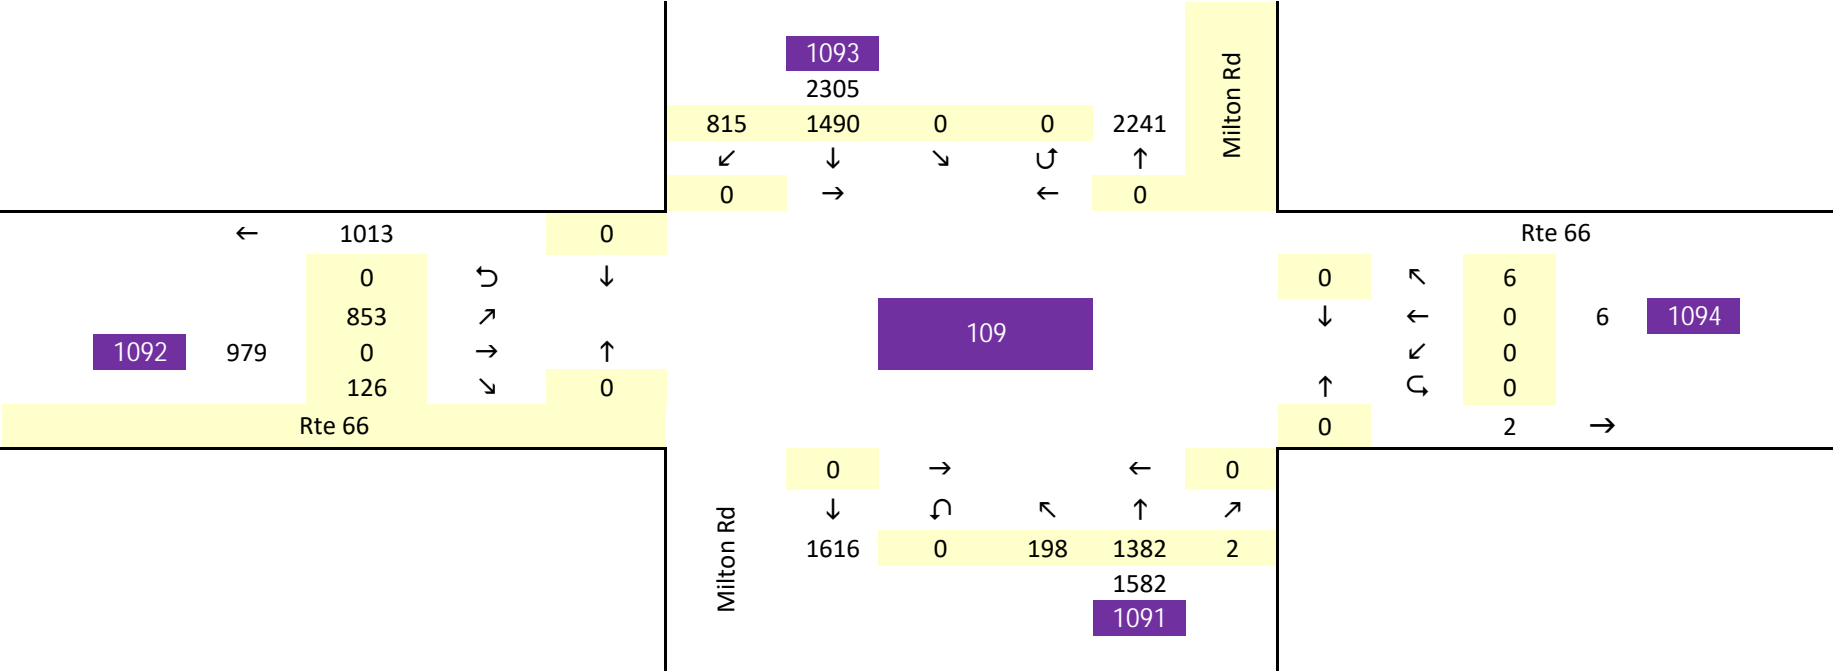 1093
2305
815 1490 0 0 2241
↙ ↓ ↘ ⮍ ↑
0 → ← 0
Milton Rd
← 1013 0
0 ⮌ ↓
853 ↗
1092 979 0 → ↑
126 ↘ 0
Rte 66
109
Rte 66
0 ↖ 6
↓ ← 0 6 1094
↙ 0
↑ ⮎ 0
0 2 →
0 → ← 0
↓ ⮏ ↖ ↑ ↗
1616 0 198 1382 2
1582
1091
Milton Rd